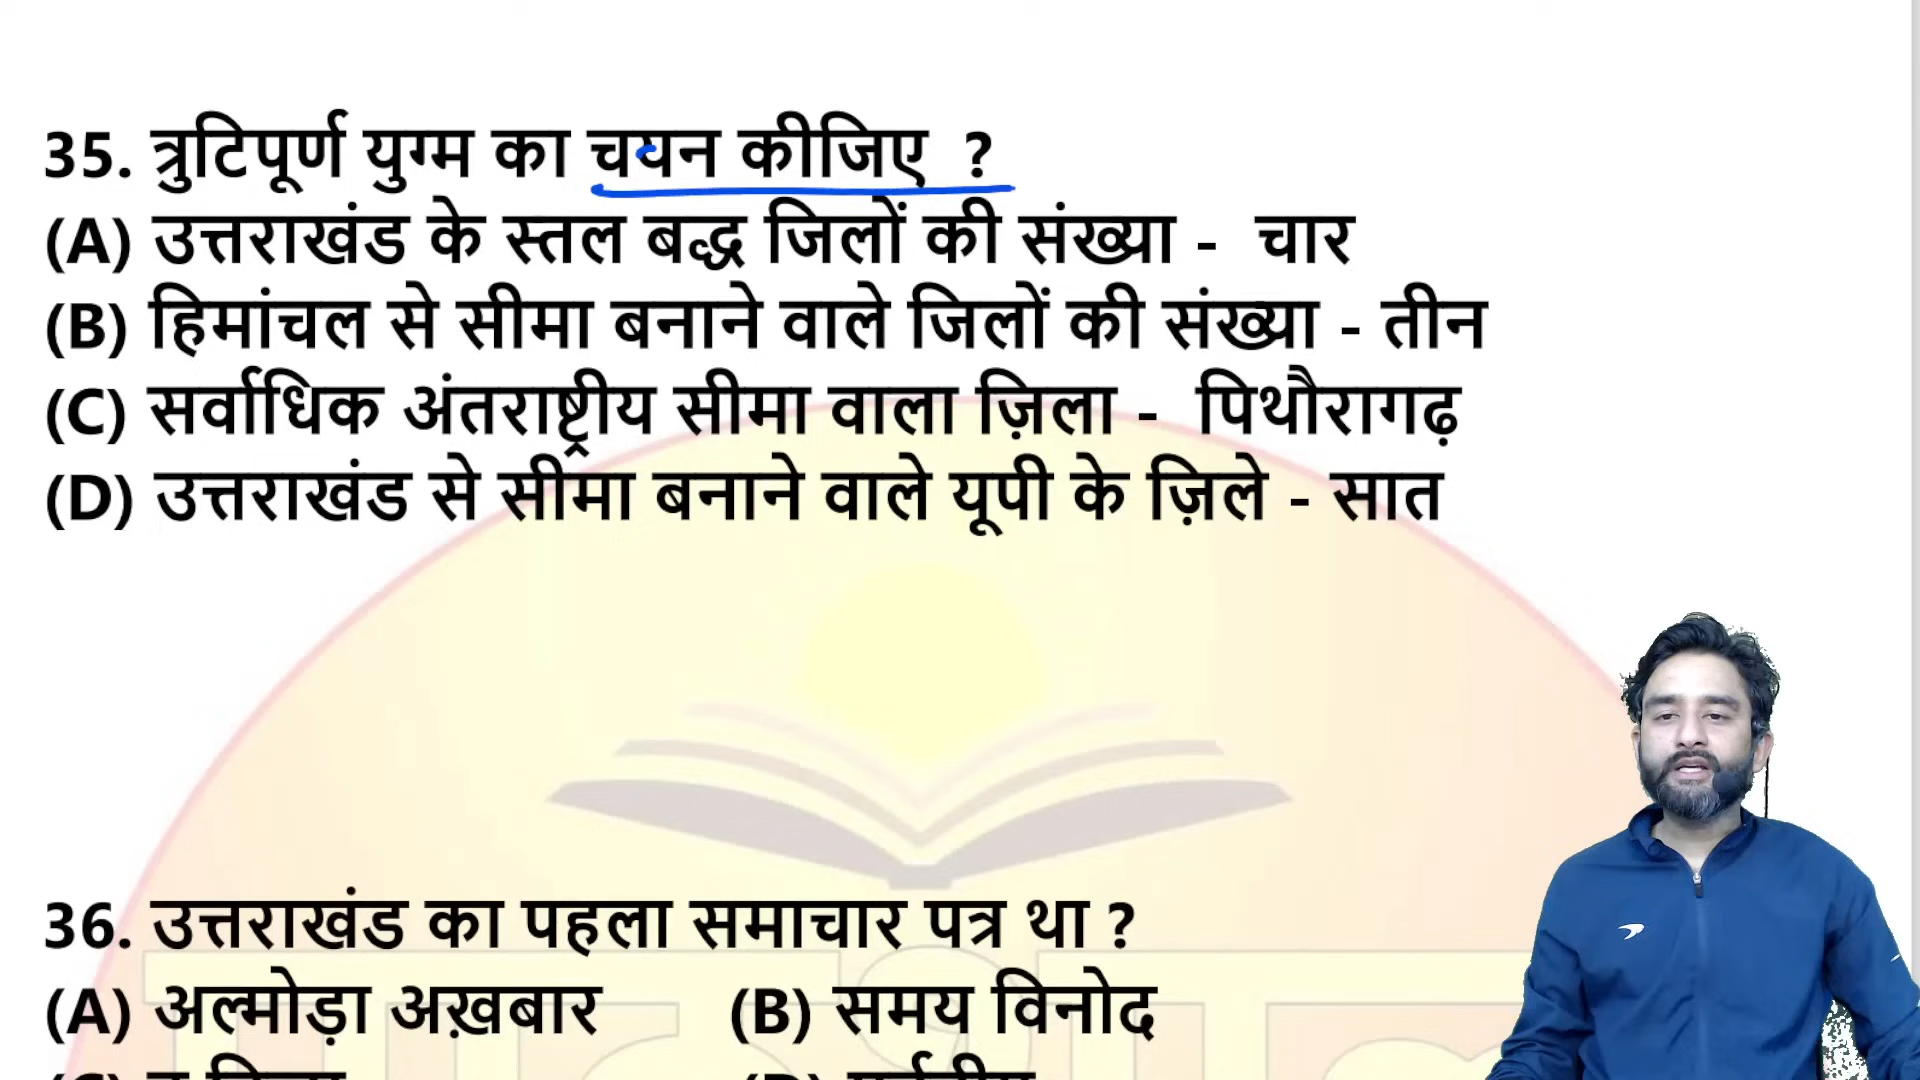 35. त्रुटिपूर्ण युग्म का चयन कीजिए ?
(A) उत्तराखंड के स्तल बद्ध जिलों की संख्या - चार
(B) हिमांचल से सीमा बनाने वाले जिलों की संख्या - तीन
(C) सर्वाधिक अंतराष्ट्रीय सीमा वाला ज़िला - पिथौरागढ़
(D) उत्तराखंड से सीमा बनाने वाले यूपी के ज़िले - सात
36. उत्तराखंड का पहला समाचार पत्र था ?
(A) अल्मोड़ा अख़बार (B) समय विनोद